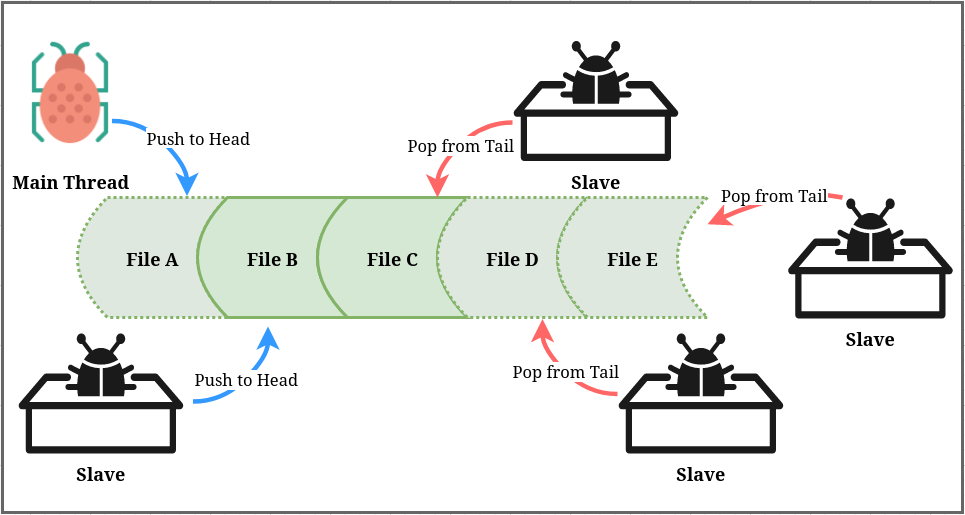 Push to Head
Pop from Tail
Main Thread
Slave
Pop from Tail
File A
File B
File C
File D
File E
Slave
Push to Head
Pop from Tail
Slave
Slave